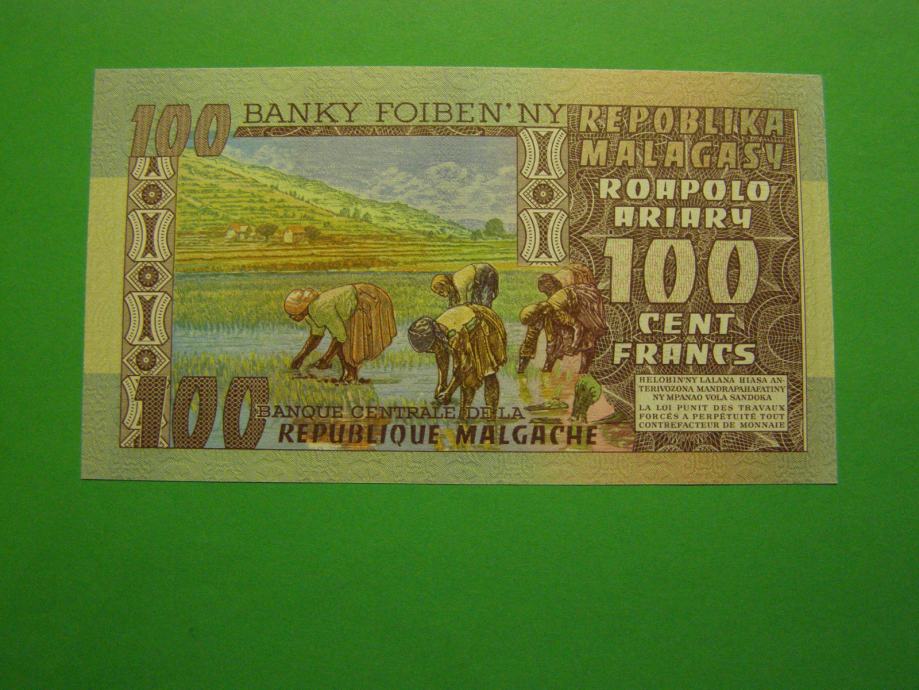 100
BANKY FOIBEN'NY
REPOBLIKA
MALAGASY
ROAPOLO
ARIARY
100
CENT
FRANCS
HELOHIN'NY LALANA HIASA AN-
TERIVOZONA MANDRAPAHAFATINY
NY MPANAO VOLA SANDOKA
LA LOI PUNIT DES TRAVAUX
FORCÉS A PERPÉTUITÉ TOUT
CONTREFACTEUR DE MONNAIE
100
BANQUE CENTRALE DE LA
REPUBLIQUE MALGACHE